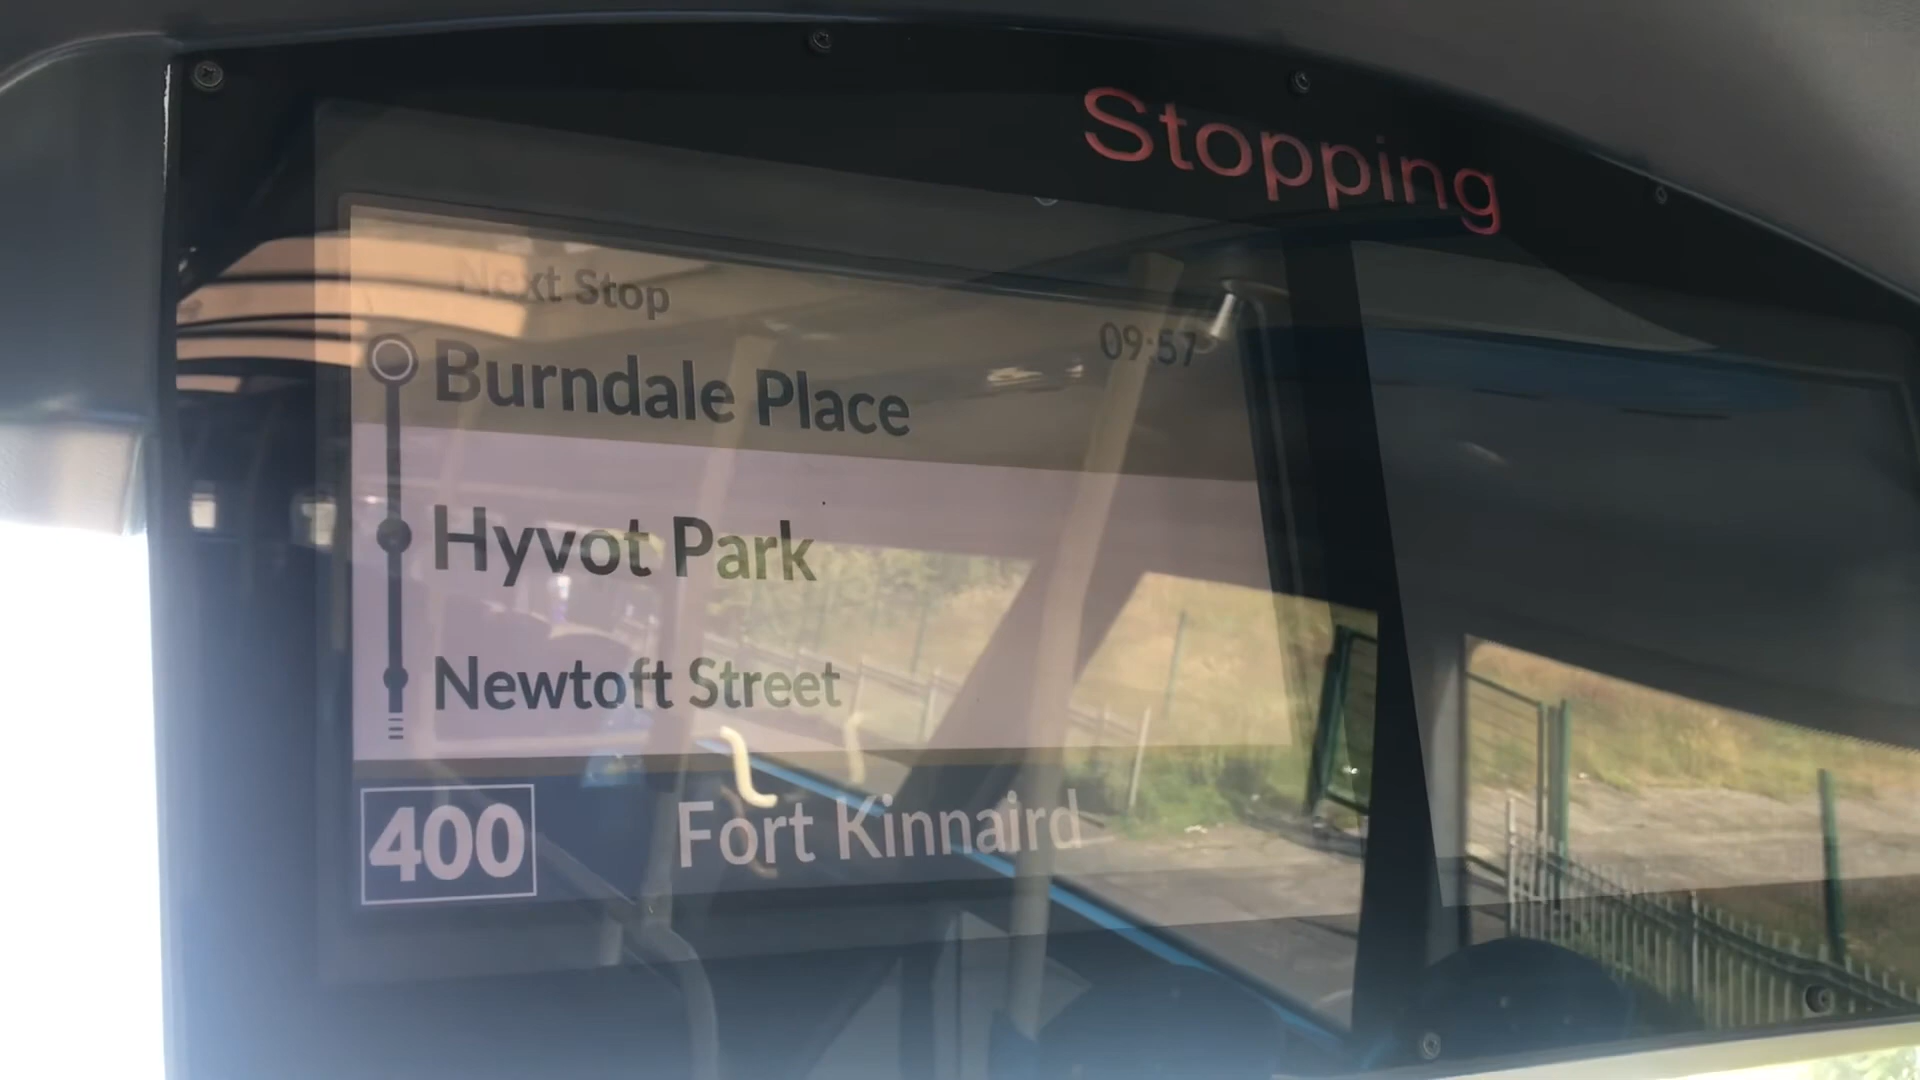 Stopping
Next Stop
09:57
Burndale Place
Hyvot Park
Newtoft Street
400 Fort Kinnaird